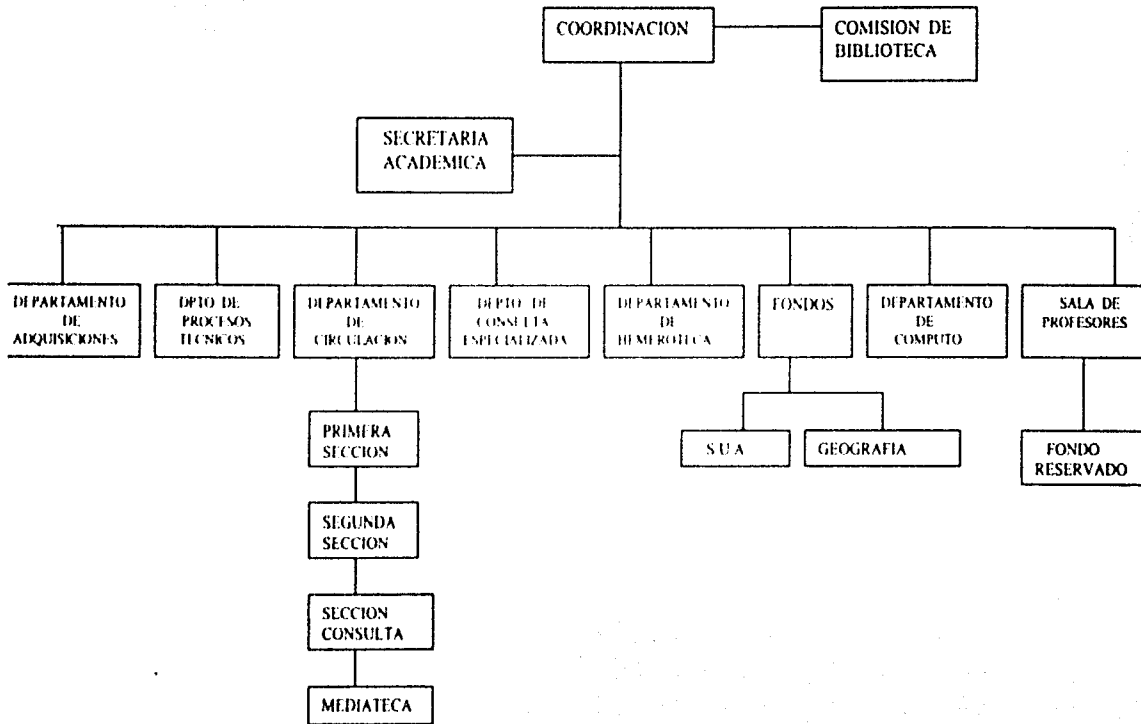 COORDINACION
COMISION DE
BIBLIOTECA
SECRETARIA
ACADEMICA
DEPARTAMENTO
DE
ADQUISICIONES
DPTO DE
PROCESOS
TECNICOS
DEPARTAMENTO
DE
CIRCULACION
DEPTO DE
CONSULTA
ESPECIALIZADA
DEPARTAMENTO
DE
HEMEROTECA
FONDOS
DEPARTAMENTO
DE
COMPUTO
SALA DE
PROFESORES
PRIMERA
SECCION
SEGUNDA
SECCION
SECCION
CONSULTA
MEDIATECA
S U A
GEOGRAFIA
FONDO
RESERVADO